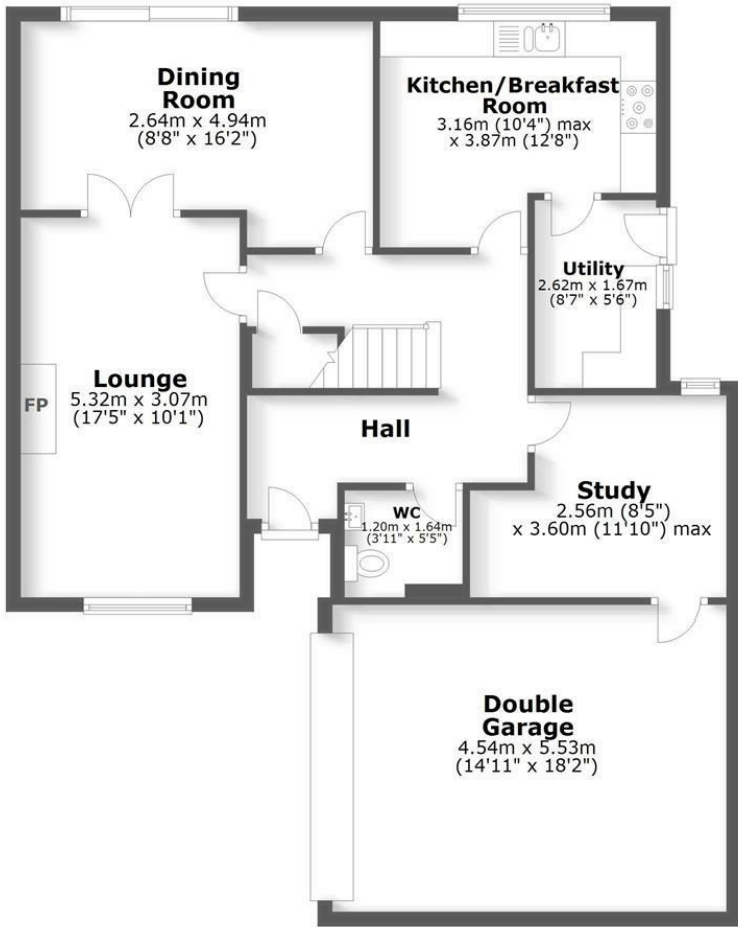 Dining
Room
2.64m x 4.94m
(8'8" x 16'2")
Kitchen/Breakfast
Room
3.16m (10'4") max
x 3.87m (12'8")
Utility
2.62m x 1.67m
(8'7" x 5'6")
Lounge
5.32m x 3.07m
(17'5" x 10'1")
FP
Hall
Study
2.56m (8'5")
x 3.60m (11'10") max
WC
1.20m x 1.64m
(3'11" x 5'5")
Double
Garage
4.54m x 5.53m
(14'11" x 18'2")